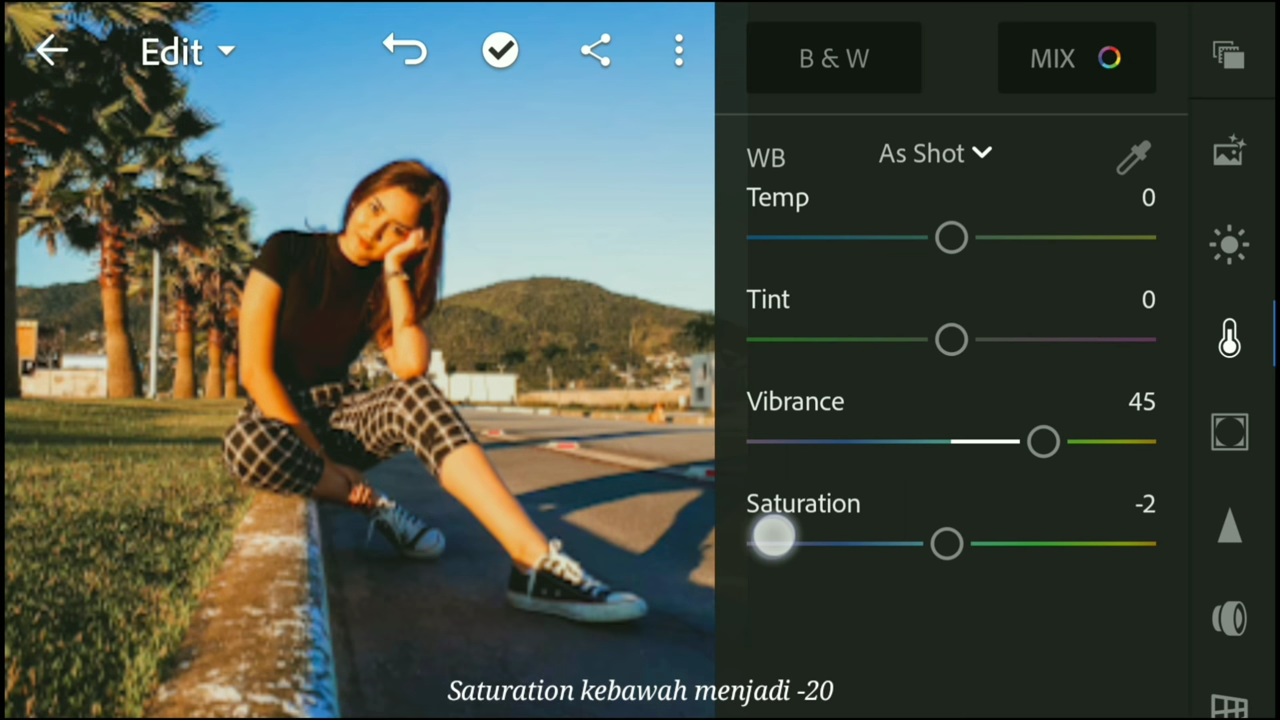 Edit
B & W
MIX
WB
As Shot
Temp
0
Tint
0
Vibrance
45
Saturation
-2
Saturation kebawah menjadi -20